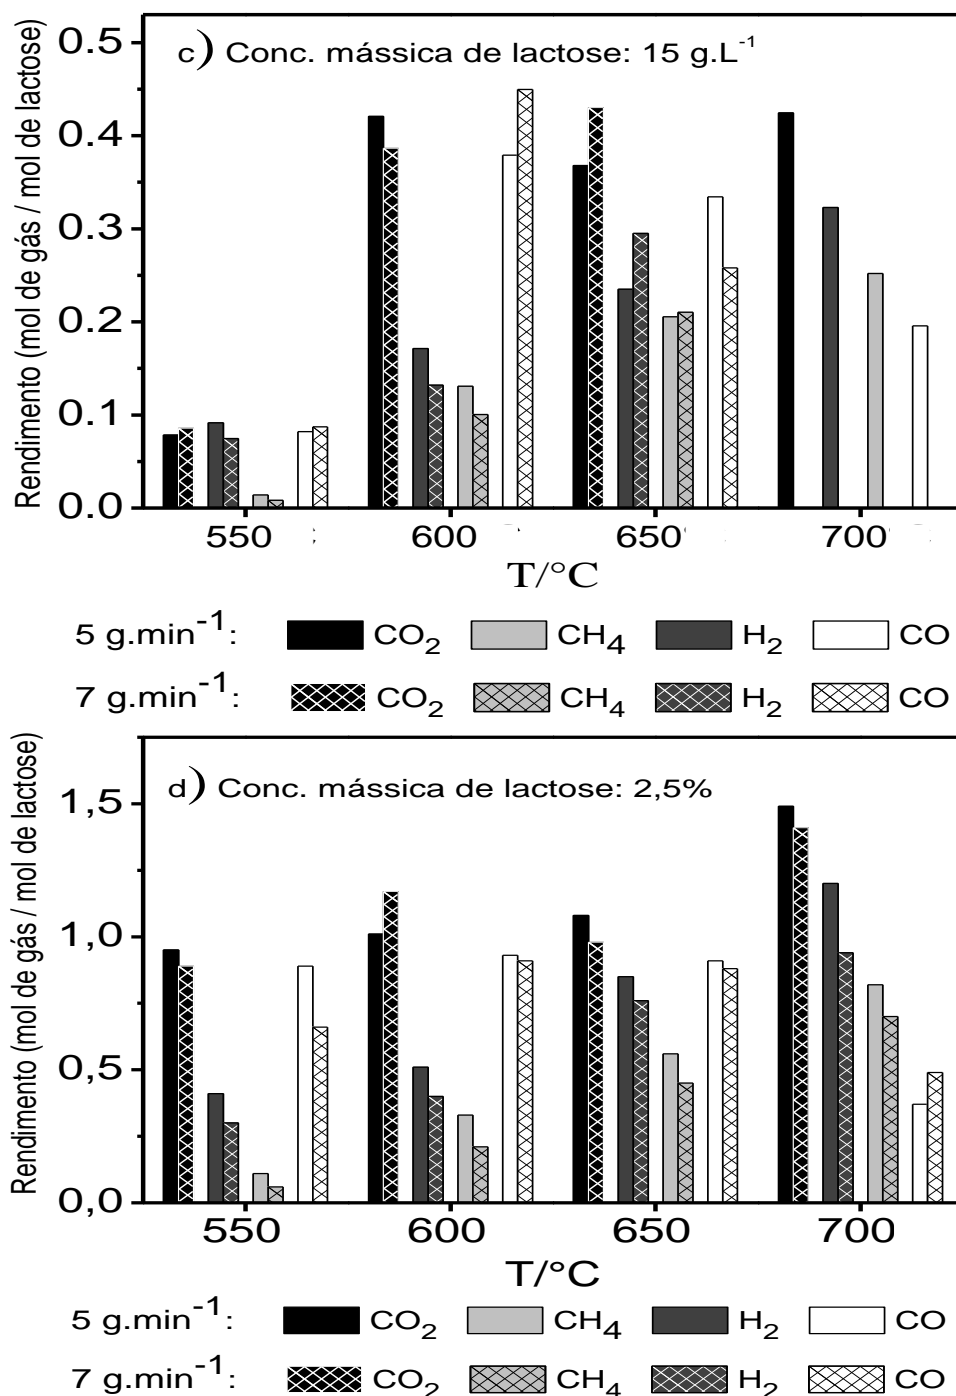 c) Conc. mássica de lactose: 15 g.L⁻¹
Rendimento (mol de gás / mol de lactose)
0.5
0.4
0.3
0.2
0.1
0.0
550 600 650 700
T/°C
5 g.min⁻¹: CO₂ CH₄ H₂ CO
7 g.min⁻¹: CO₂ CH₄ H₂ CO
d) Conc. mássica de lactose: 2,5%
Rendimento (mol de gás / mol de lactose)
1,5
1,0
0,5
0,0
550 600 650 700
T/°C
5 g.min⁻¹: CO₂ CH₄ H₂ CO
7 g.min⁻¹: CO₂ CH₄ H₂ CO